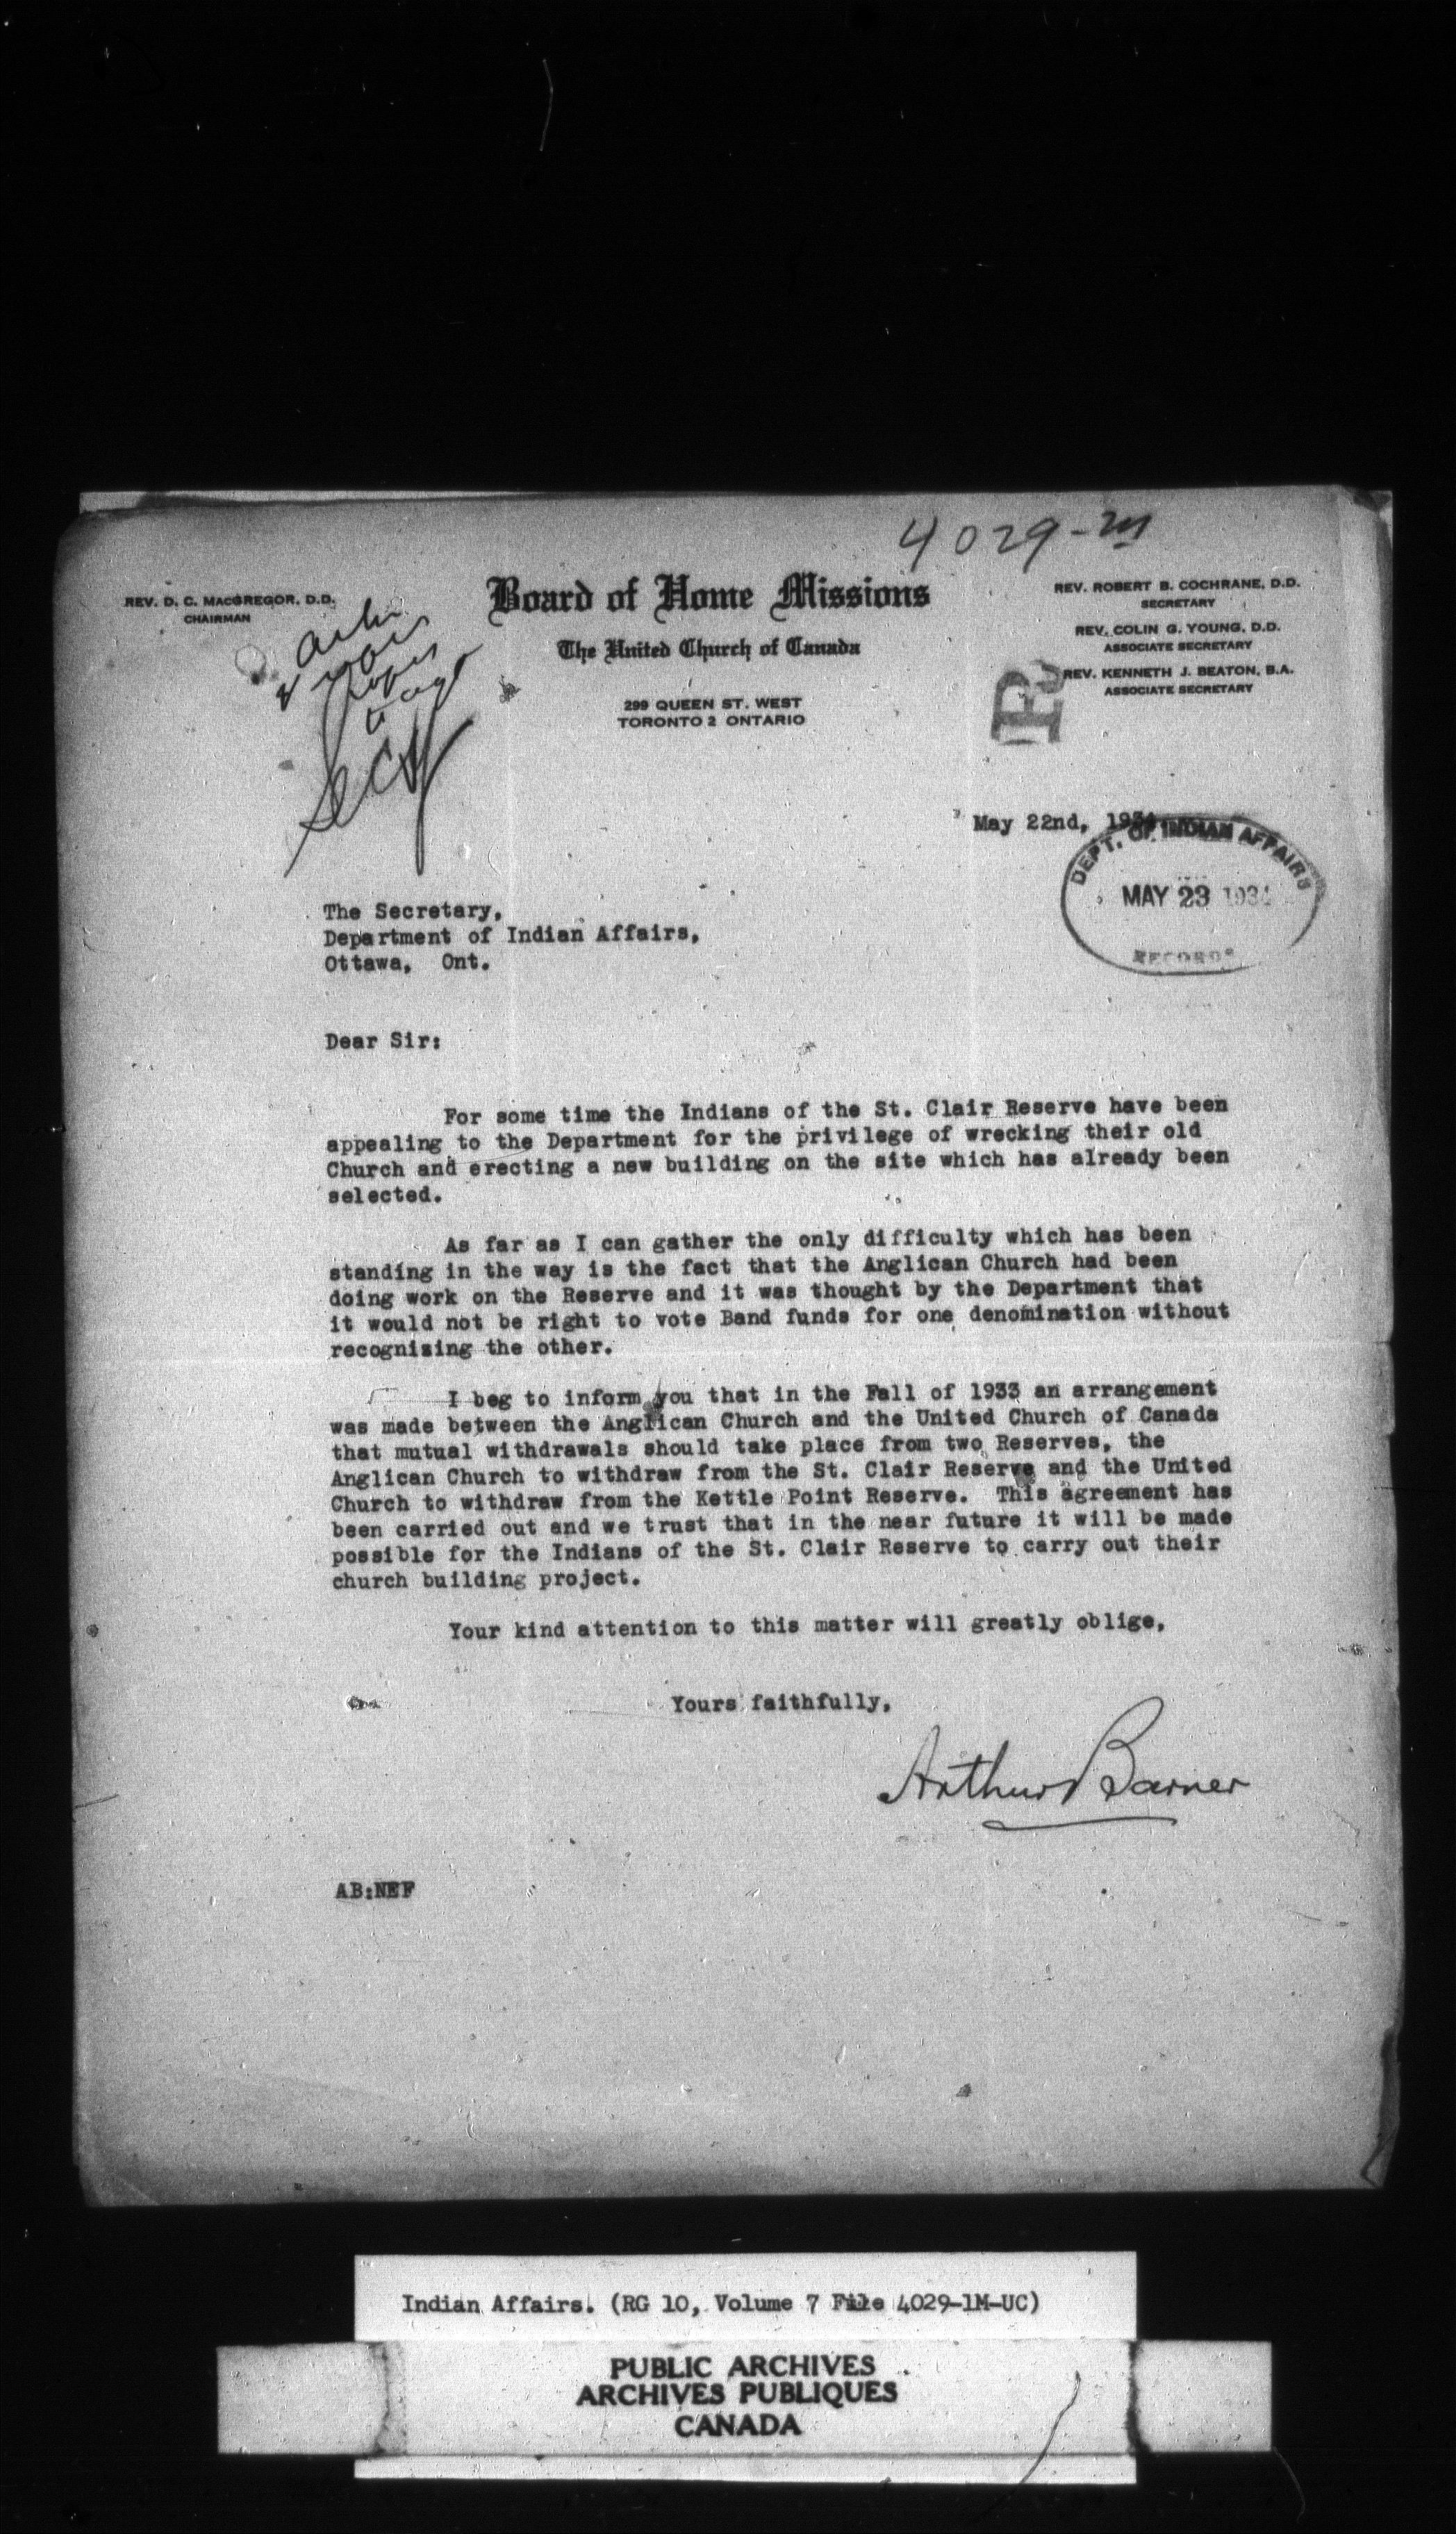 4029-
REV. D. C. MACGREGOR, D.D.
CHAIRMAN
Board of Home Missions
The United Church of Canada
299 QUEEN ST. WEST
TORONTO 2 ONTARIO
REV. ROBERT B. COCHRANE, D.D.
SECRETARY
REV. COLIN G. YOUNG, D.D.
ASSOCIATE SECRETARY
REV. KENNETH J. BEATON, B.A.
ASSOCIATE SECRETARY
May 22nd, 1934.
DEPT. OF INDIAN AFFAIRS
MAY 23 1934
RECORDS
The Secretary,
Department of Indian Affairs,
Ottawa, Ont.
Dear Sir:
For some time the Indians of the St. Clair Reserve have been
appealing to the Department for the privilege of wrecking their old
Church and erecting a new building on the site which has already been
selected.
As far as I can gather the only difficulty which has been
standing in the way is the fact that the Anglican Church had been
doing work on the Reserve and it was thought by the Department that
it would not be right to vote Band funds for one denomination without
recognizing the other.
I beg to inform you that in the Fall of 1933 an arrangement
was made between the Anglican Church and the United Church of Canada
that mutual withdrawals should take place from two Reserves, the
Anglican Church to withdraw from the St. Clair Reserve and the United
Church to withdraw from the Kettle Point Reserve. This agreement has
been carried out and we trust that in the near future it will be made
possible for the Indians of the St. Clair Reserve to carry out their
church building project.
Your kind attention to this matter will greatly oblige,
Yours faithfully,
Arthur Barner
AB:NEF
Indian Affairs. (RG 10, Volume 7 File 4029-1M-UC)
PUBLIC ARCHIVES
ARCHIVES PUBLIQUES
CANADA